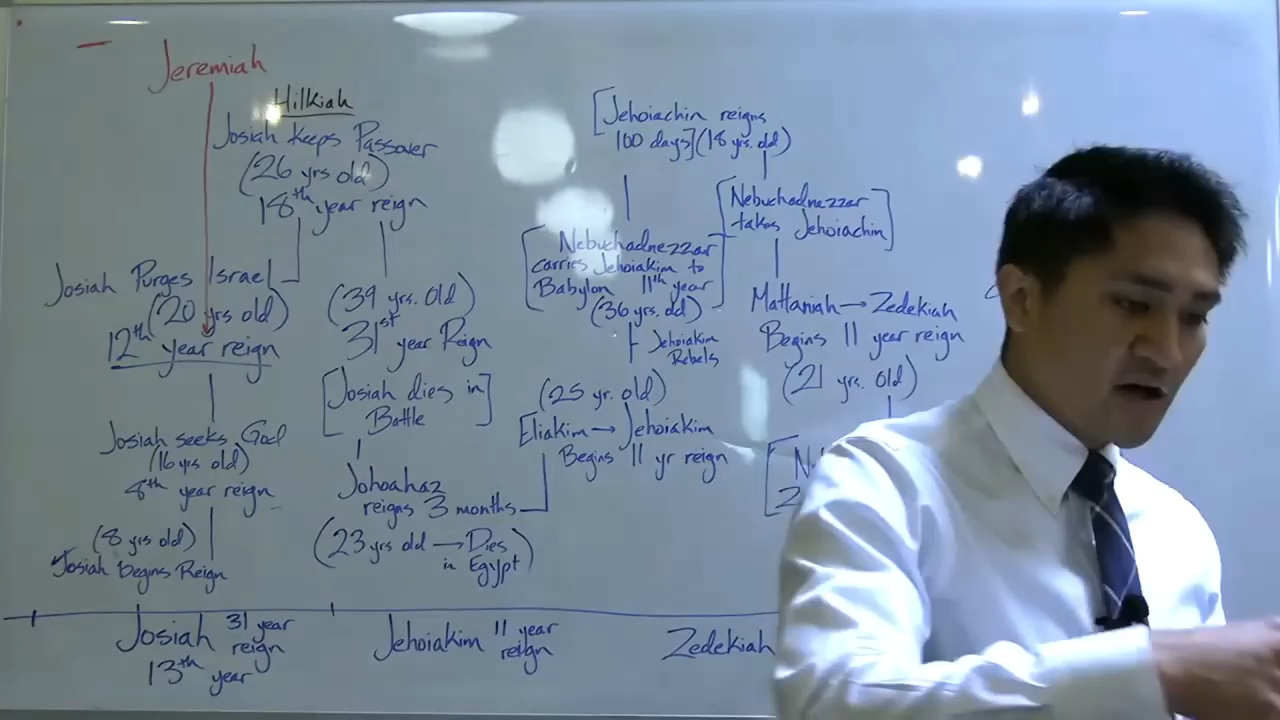 Jeremiah
Hilkiah
Josiah Keeps Passover
(26 yrs old)
18th year reign
Josiah Purges Israel
(20 yrs old)
12th year reign
Josiah seeks God
(16 yrs old)
8th year reign
(8 yrs old)
Josiah Begins Reign
(39 yrs. Old)
31st year Reign
[Josiah dies in
Battle]
Johoahaz
reigns 3 months
(23 yrs old → Dies
in Egypt)
[Jehoiachin reigns
100 days] (18 yrs. old)
[Nebuchadnezzar
takes Jehoiachin]
[Nebuchadnezzar
carries Jehoiakim to
Babylon 11th year]
(36 yrs. old)
Jehoiakim
Rebels
(25 yr. old)
Eliakim → Jehoiakim
Begins 11 yr reign
Mattaniah → Zedekiah
Begins 11 year reign
(21 yrs. Old)
Josiah 31 year
reign
13th year
Jehoiakim 11 year
reign
Zedekiah